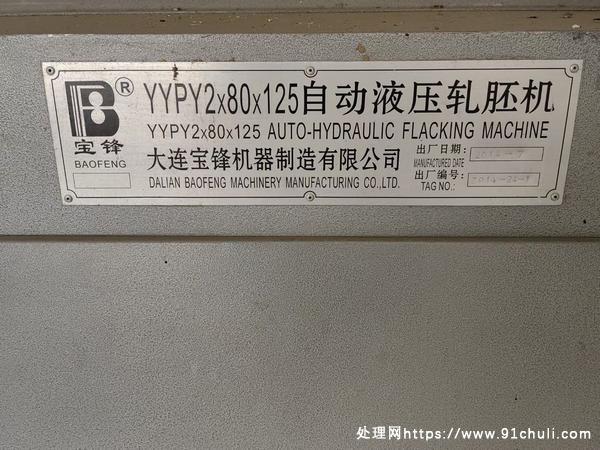 B®
宝锋
BAOFENG
YYPY2x80x125自动液压轧胚机
YYPY2x80x125 AUTO-HYDRAULIC FLACKING MACHINE
大连宝锋机器制造有限公司
DALIAN BAOFENG MACHINERY MANUFACTURING CO.,LTD.
出厂日期:
MANUFACTURED DATE
出厂编号:
TAG NO.:
处理网https://www.91chuli.com/